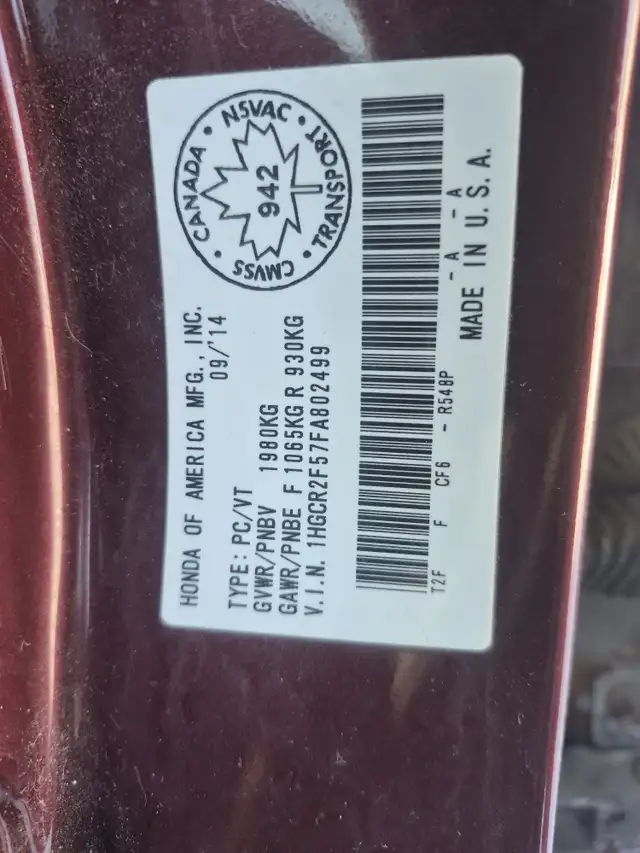 HONDA OF AMERICA MFG., INC.
09/'14
TYPE: PC/VT
GVWR/PNBV 1980KG
GAWR/PNBE F 1065KG R 930KG
V.I.N. 1HGCR2F57FA802499
CANADA • NSVAC • TRANSPORT • CMVSS •
942
T2F F CF6 - R548P - A - A
MADE IN U.S.A.